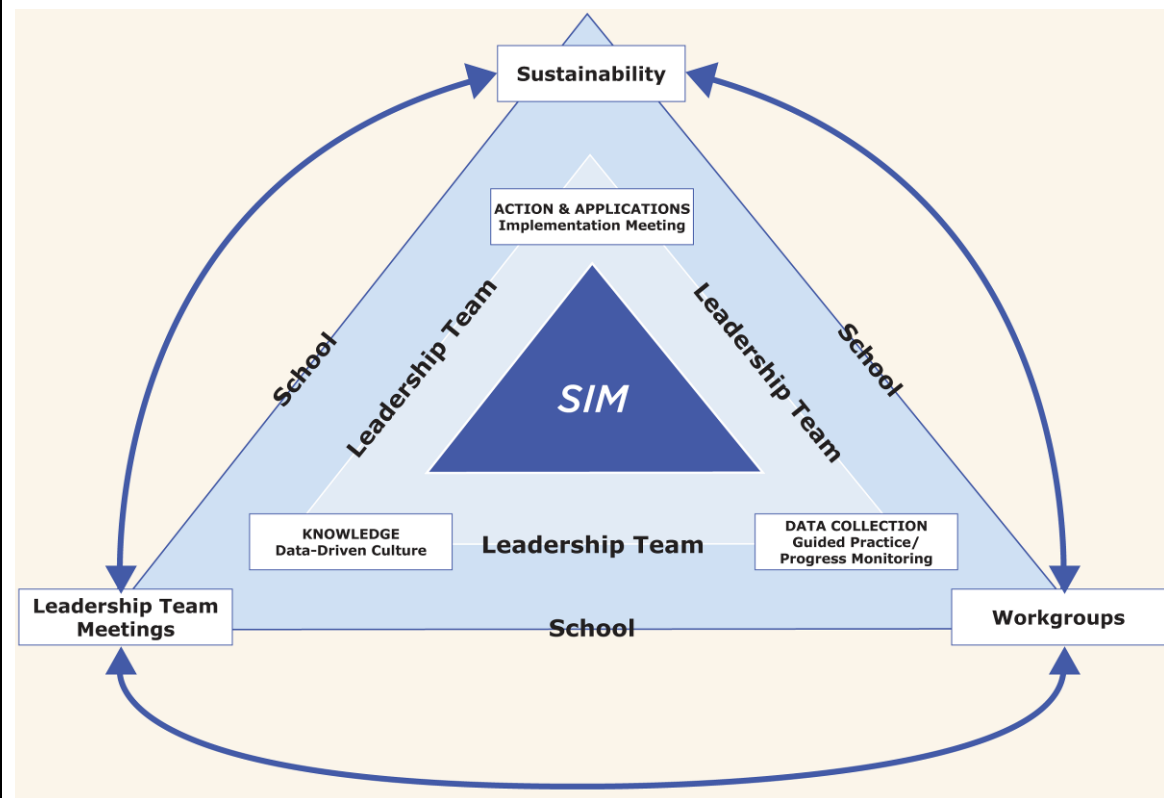 Sustainability
ACTION & APPLICATIONS
Implementation Meeting
School
Leadership Team
Leadership Team
School
SIM
KNOWLEDGE
Data-Driven Culture
Leadership Team
DATA COLLECTION
Guided Practice/
Progress Monitoring
Leadership Team
Meetings
School
Workgroups